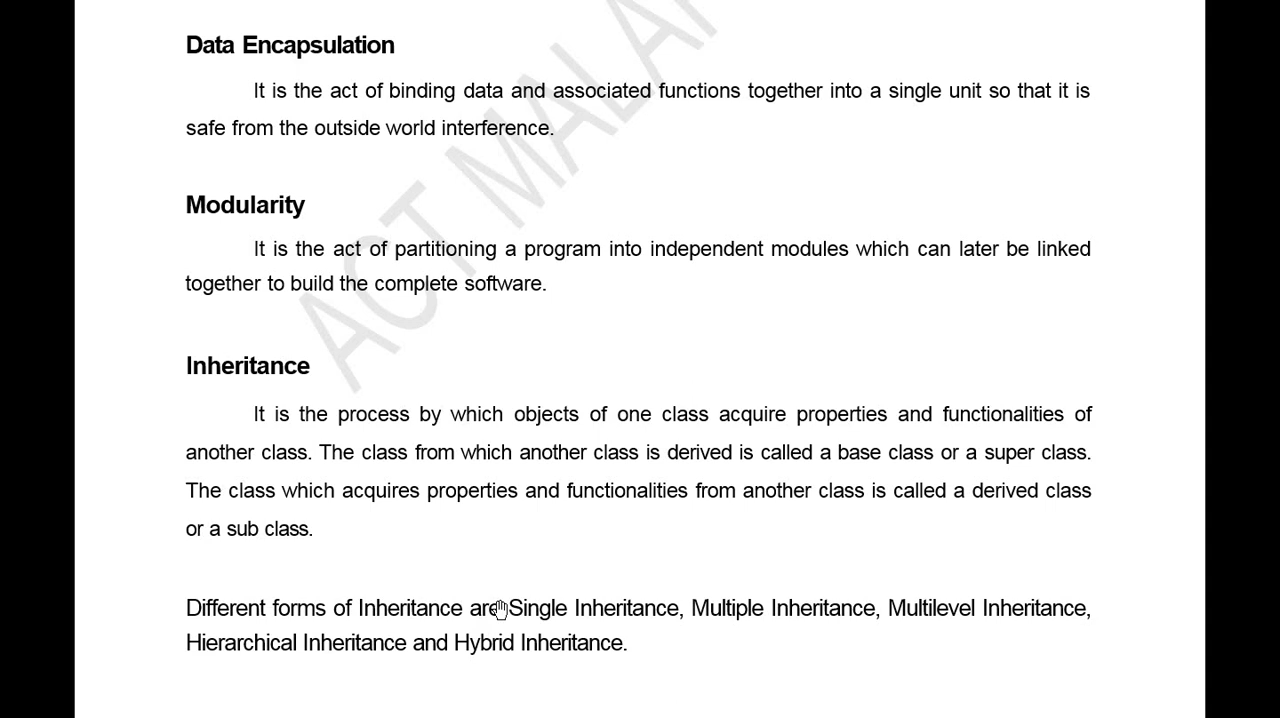 Data Encapsulation
It is the act of binding data and associated functions together into a single unit so that it is
safe from the outside world interference.
Modularity
It is the act of partitioning a program into independent modules which can later be linked
together to build the complete software.
Inheritance
It is the process by which objects of one class acquire properties and functionalities of
another class. The class from which another class is derived is called a base class or a super class.
The class which acquires properties and functionalities from another class is called a derived class
or a sub class.
Different forms of Inheritance are Single Inheritance, Multiple Inheritance, Multilevel Inheritance,
Hierarchical Inheritance and Hybrid Inheritance.
ACT